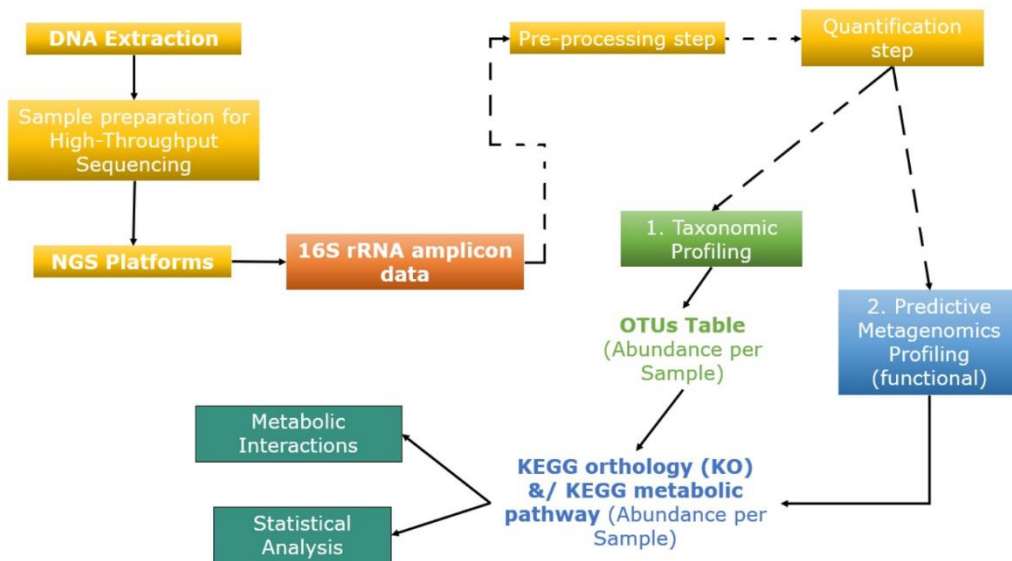 DNA Extraction
Sample preparation for
High-Throughput
Sequencing
NGS Platforms
16S rRNA amplicon
data
Pre-processing step
Quantification
step
1. Taxonomic
Profiling
OTUs Table
(Abundance per
Sample)
2. Predictive
Metagenomics
Profiling
(functional)
KEGG orthology (KO)
&/ KEGG metabolic
pathway (Abundance per
Sample)
Metabolic
Interactions
Statistical
Analysis